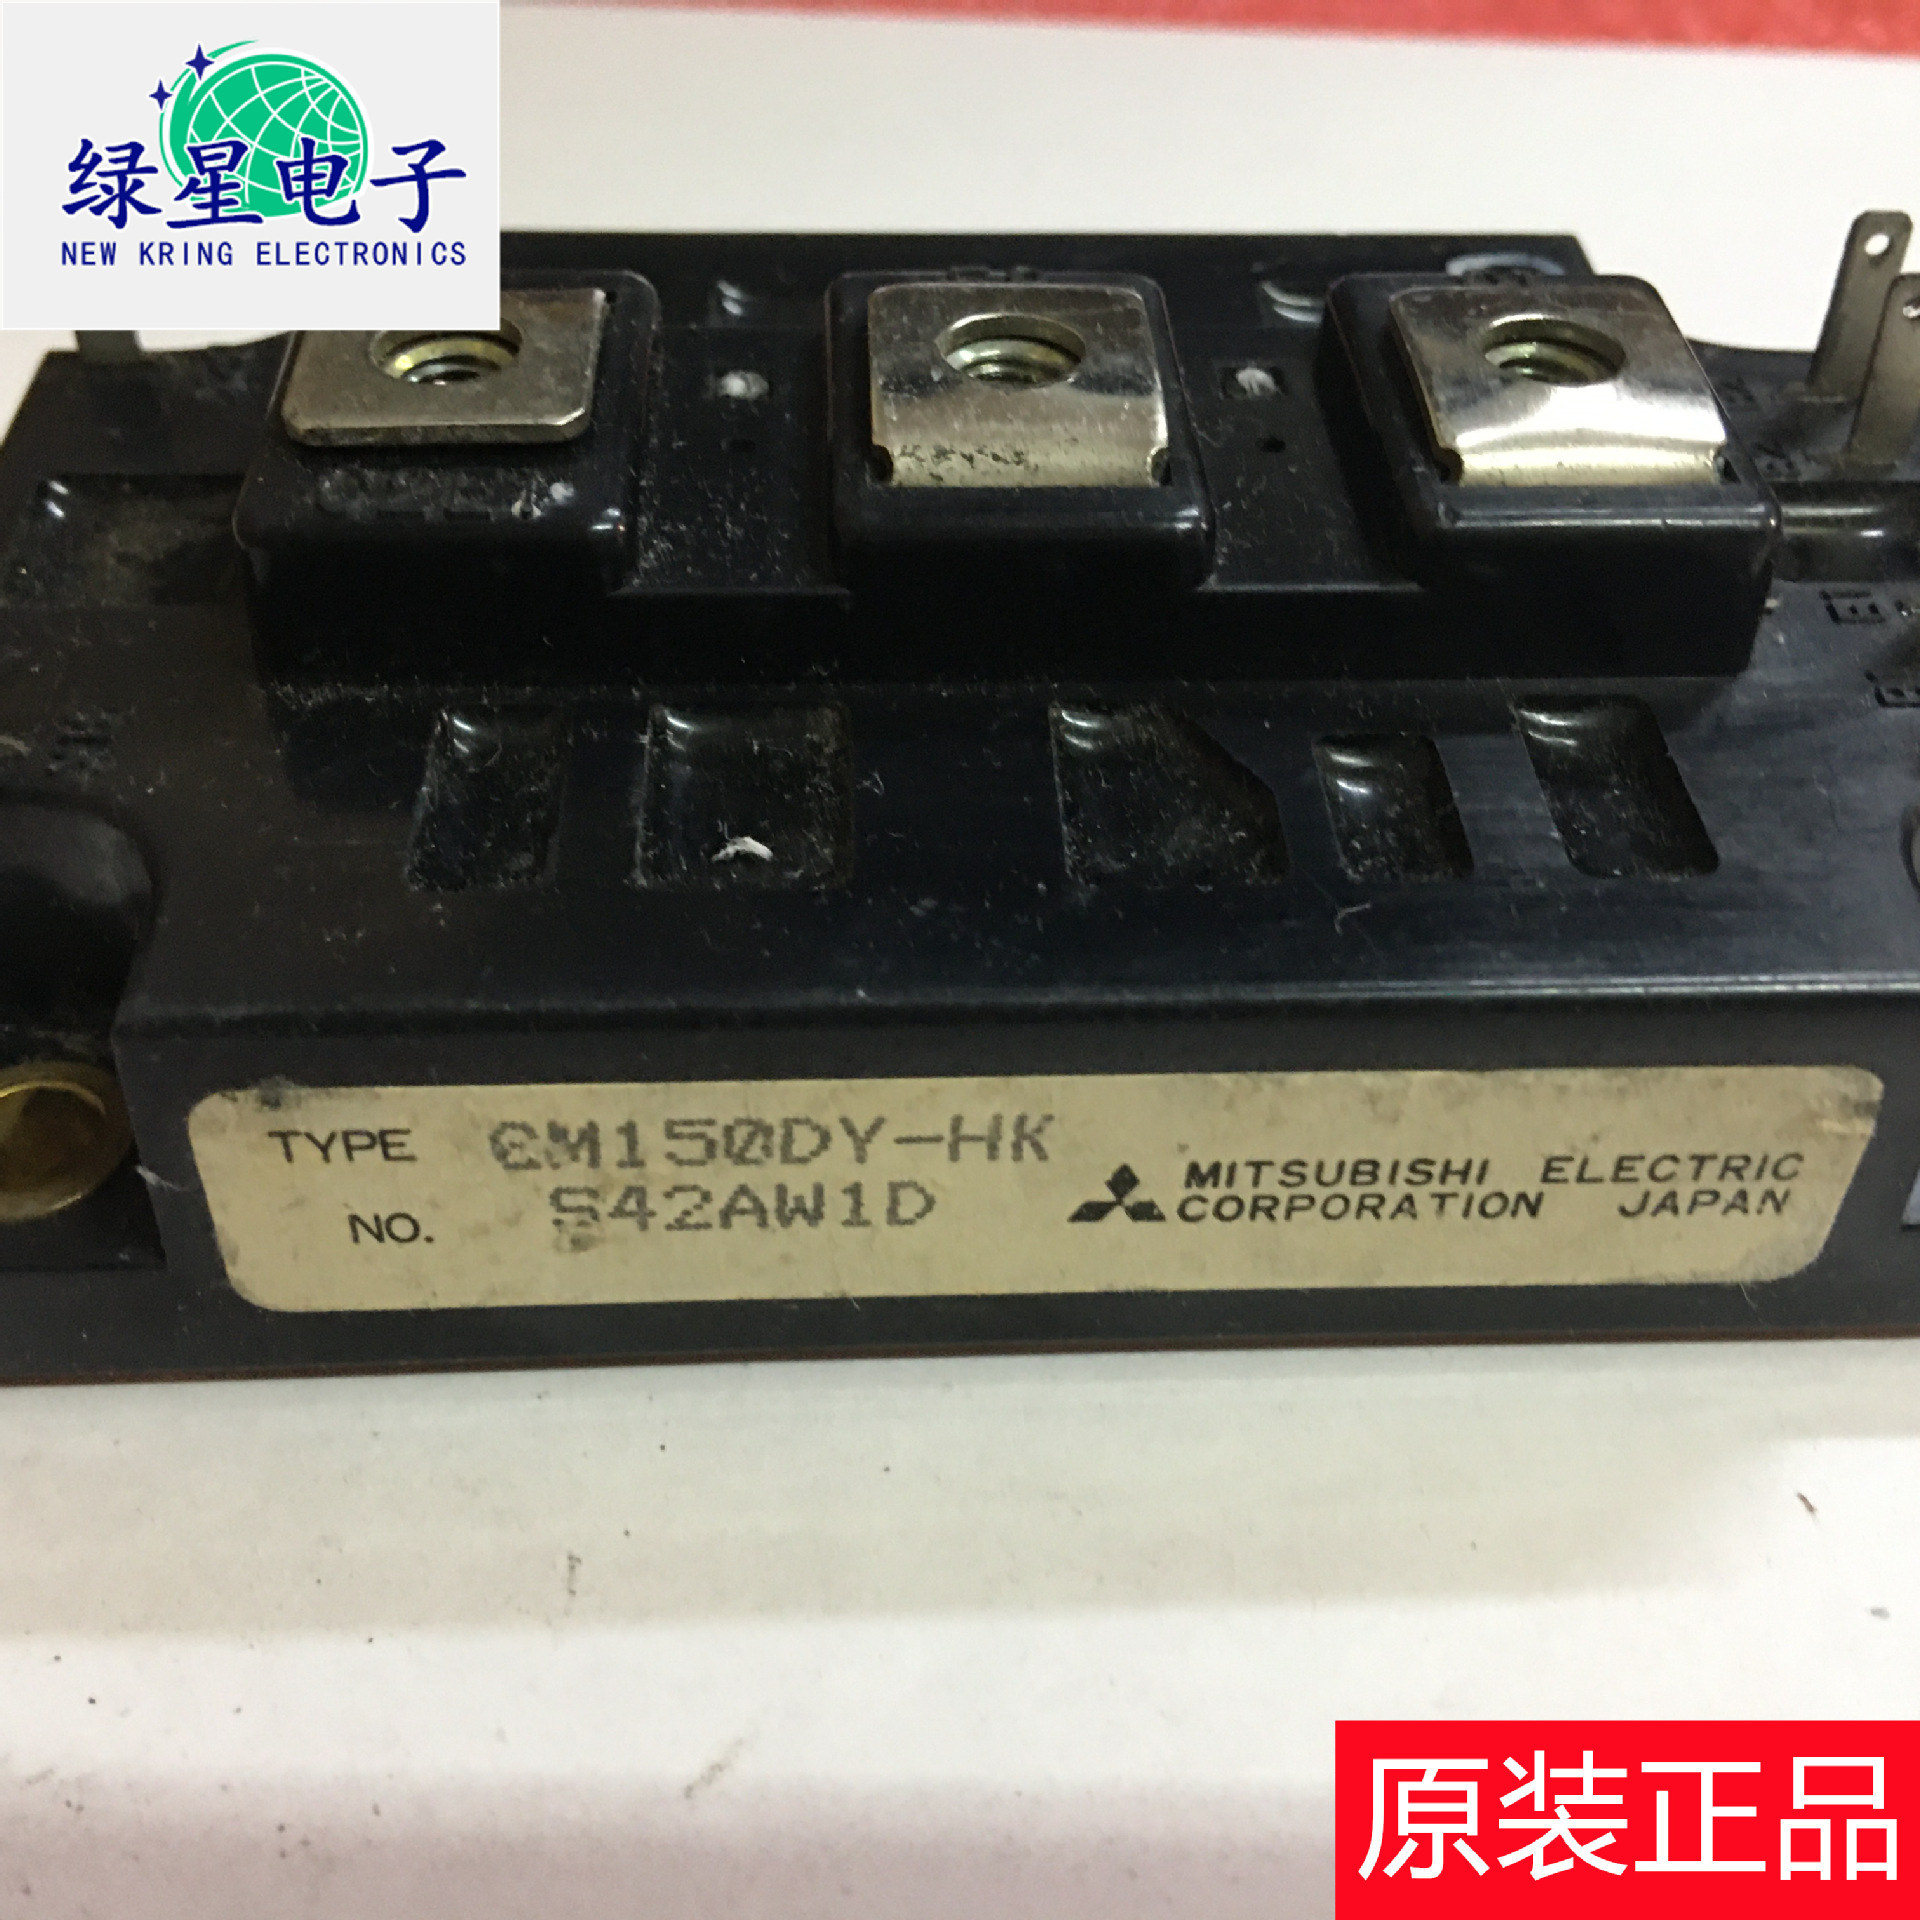 绿星电子
NEW KRING ELECTRONICS
TYPE CM150DY-HK
NO. S42AW1D
MITSUBISHI ELECTRIC
CORPORATION JAPAN
原装正品